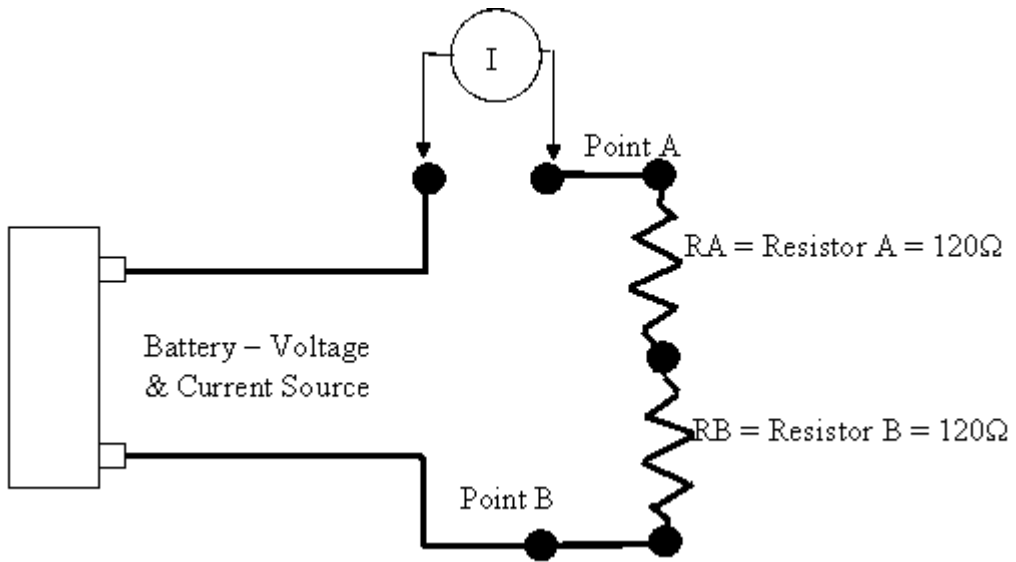 I
Point A
RA = Resistor A = 120Ω
Battery – Voltage
& Current Source
RB = Resistor B = 120Ω
Point B